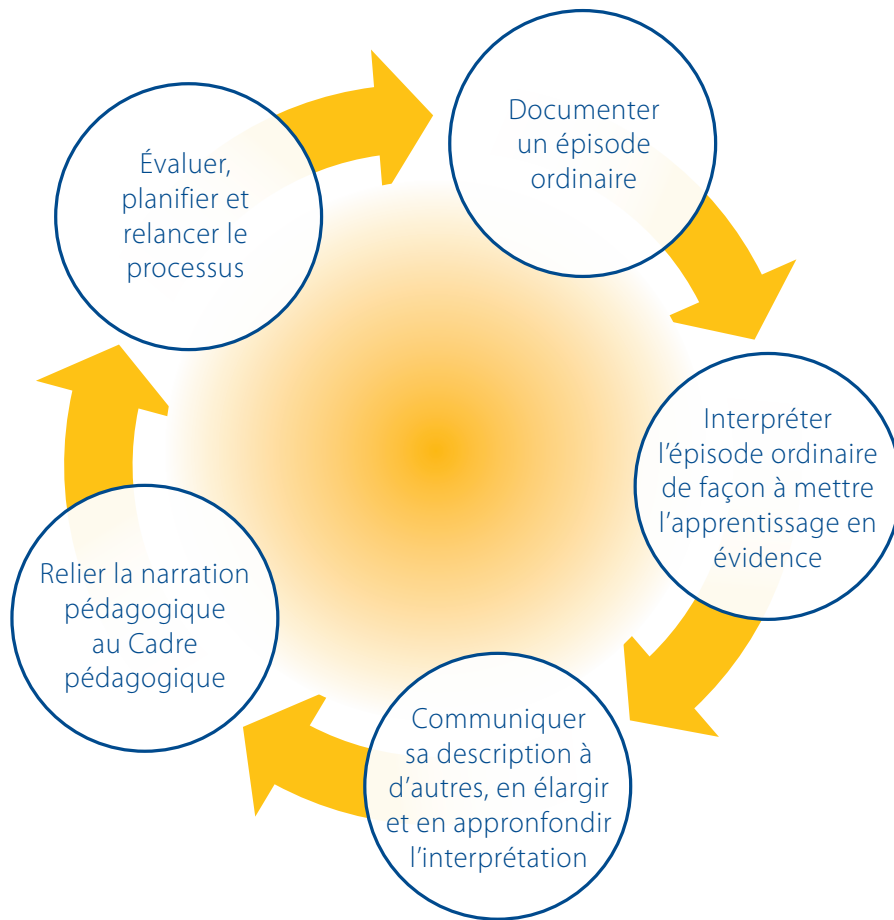 Documenter
un épisode
ordinaire
Interpréter
l'épisode ordinaire
de façon à mettre
l'apprentissage en
évidence
Communiquer
sa description à
d'autres, en élargir
et en appronfondir
l'interprétation
Relier la narration
pédagogique
au Cadre
pédagogique
Évaluer,
planifier et
relancer le
processus